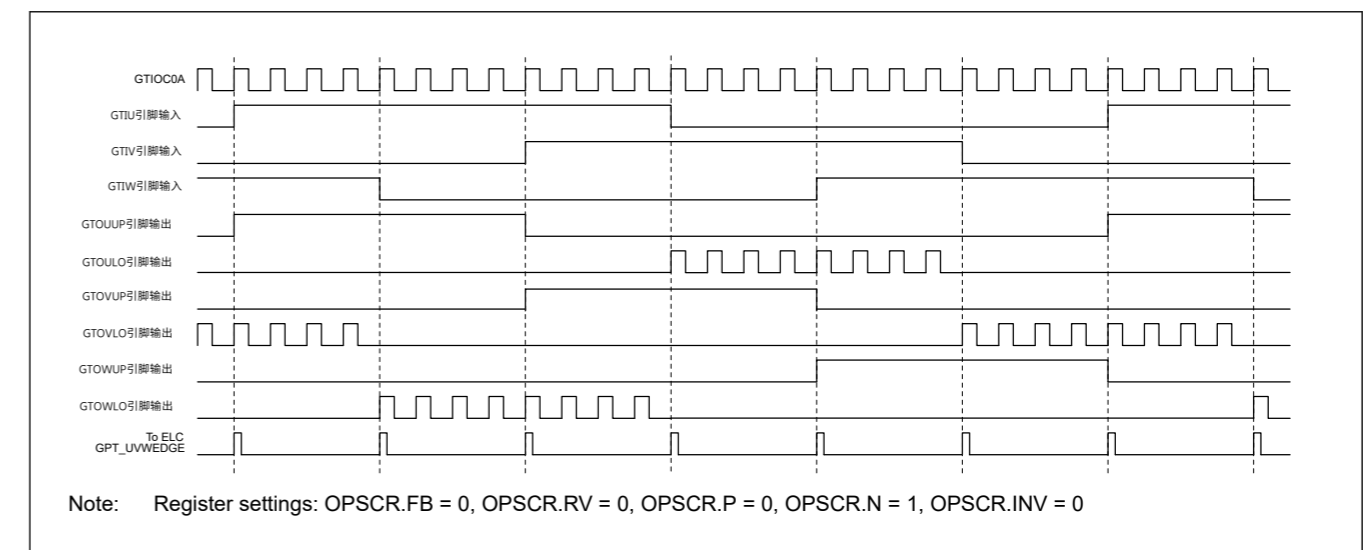 GTIOC0A
GTIU引脚输入
GTIV引脚输入
GTIW引脚输入
GTOUUP引脚输出
GTOULO引脚输出
GTOVUP引脚输出
GTOVLO引脚输出
GTOWUP引脚输出
GTOWLO引脚输出
To ELC
GPT_UVWEDGE
Note: Register settings: OPSCR.FB = 0, OPSCR.RV = 0, OPSCR.P = 0, OPSCR.N = 1, OPSCR.INV = 0